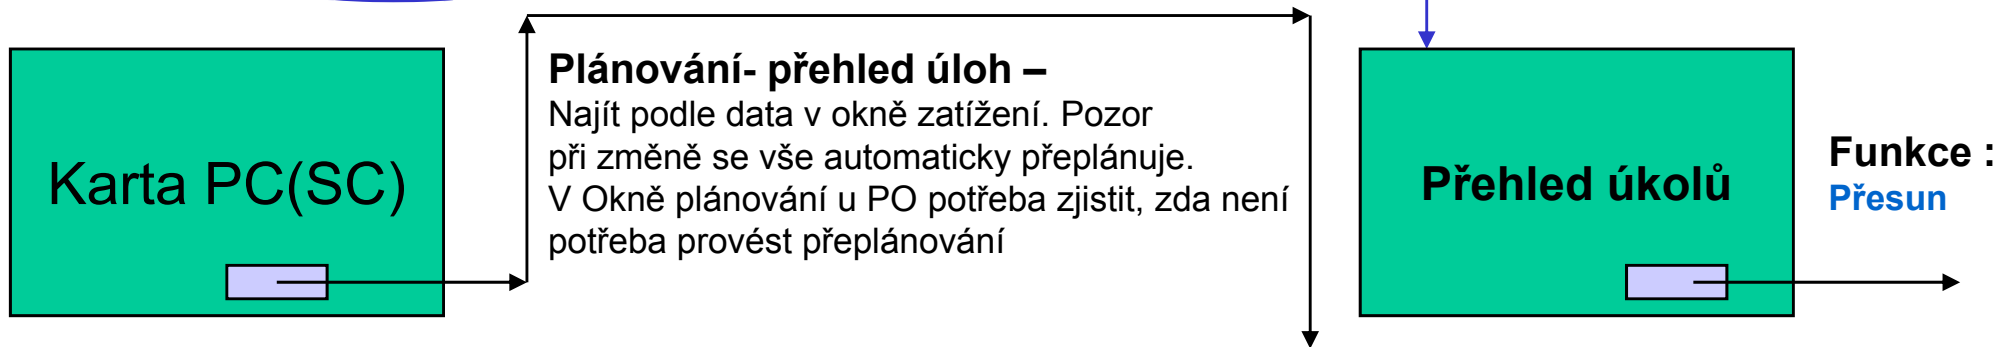 Karta PC(SC)
Plánování- přehled úloh –
Najít podle data v okně zatížení. Pozor
při změně se vše automaticky přeplánuje.
V Okně plánování u PO potřeba zjistit, zda není
potřeba provést přeplánování
Přehled úkolů
Funkce :
Přesun